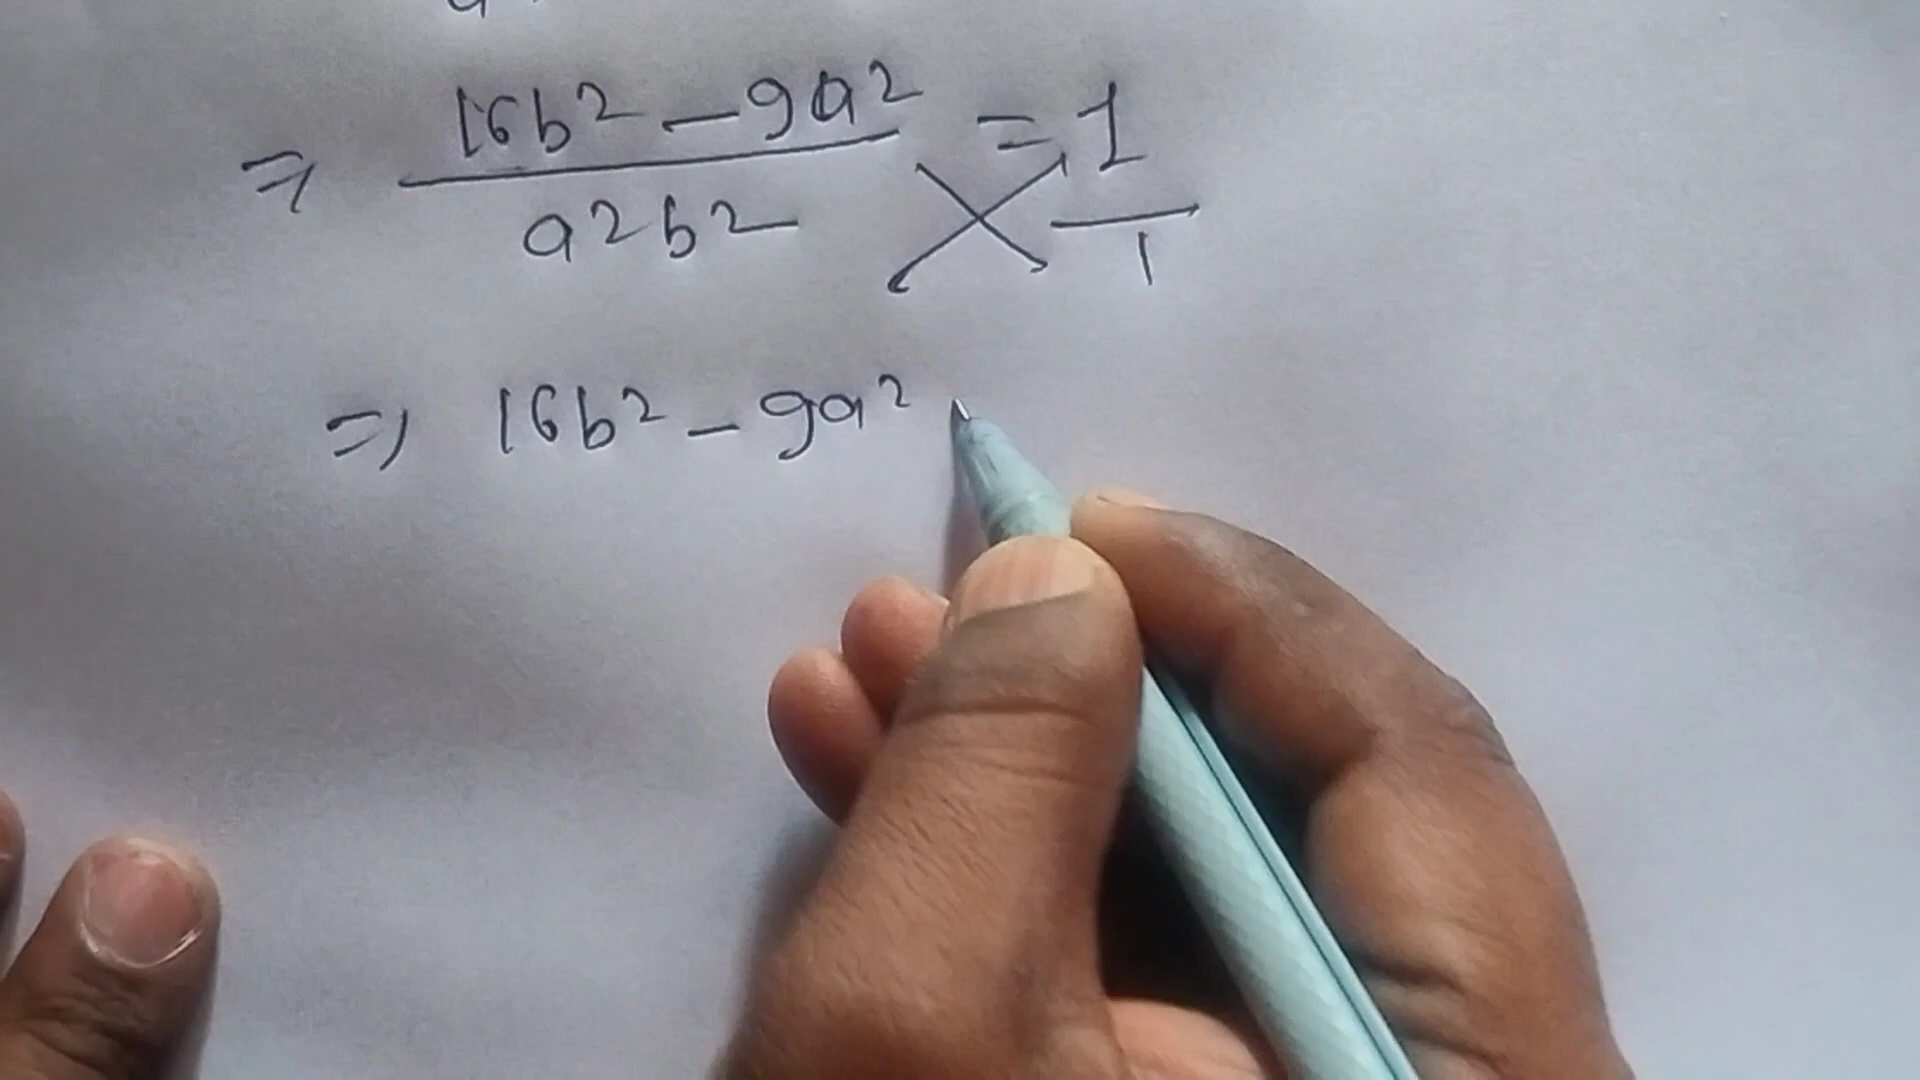 ⇒ 16b² - 9a² / a²b² = 1 / 1
⇒ 16b² - 9a²